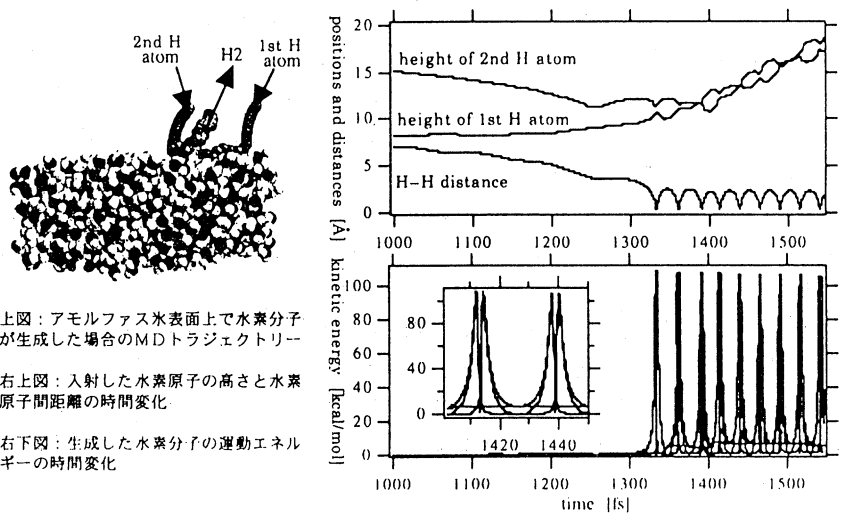 2nd H
atom
H2
1st H
atom
上図：アモルファス氷表面上で水素分子
が生成した場合のMDトラジェクトリー
右上図：入射した水素原子の高さと水素
原子間距離の時間変化
右下図：生成した水素分子の運動エネル
ギーの時間変化
positions and distances [Å]
20
15
10
5
0
height of 2nd H atom
height of 1st H atom
H-H distance
1000
1100
1200
1300
1400
1500
kinetic energy [kcal/mol]
100
80
60
40
20
0
80
40
0
1420
1440
1000
1100
1200
1300
1400
1500
time [fs]